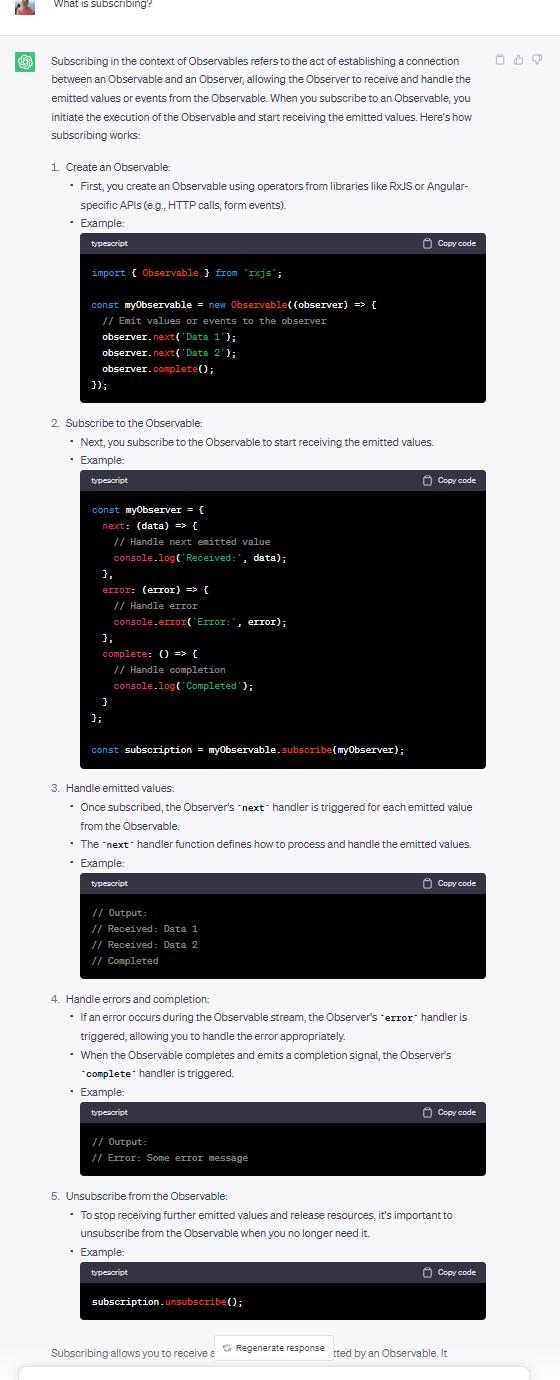 What is subscribing?
Subscribing in the context of Observables refers to the act of establishing a connection
between an Observable and an Observer, allowing the Observer to receive and handle the
emitted values or events from the Observable. When you subscribe to an Observable, you
initiate the execution of the Observable and start receiving the emitted values. Here's how
subscribing works:
1. Create an Observable:
• First, you create an Observable using operators from libraries like RxJS or Angular-
specific APIs (e.g., HTTP calls, form events).
• Example:
typescript Copy code
import { Observable } from 'rxjs';
const myObservable = new Observable((observer) => {
// Emit values or events to the observer
observer.next('Data 1');
observer.next('Data 2');
observer.complete();
});
2. Subscribe to the Observable:
• Next, you subscribe to the Observable to start receiving the emitted values.
• Example:
typescript Copy code
const myObserver = {
next: (data) => {
// Handle next emitted value
console.log('Received:', data);
},
error: (error) => {
// Handle error
console.error('Error:', error);
},
complete: () => {
// Handle completion
console.log('Completed');
}
};
const subscription = myObservable.subscribe(myObserver);
3. Handle emitted values:
• Once subscribed, the Observer's `next` handler is triggered for each emitted value
from the Observable.
• The `next` handler function defines how to process and handle the emitted values.
• Example:
typescript Copy code
// Output:
// Received: Data 1
// Received: Data 2
// Completed
4. Handle errors and completion:
• If an error occurs during the Observable stream, the Observer's `error` handler is
triggered, allowing you to handle the error appropriately.
• When the Observable completes and emits a completion signal, the Observer's
`complete` handler is triggered.
• Example:
typescript Copy code
// Output:
// Error: Some error message
5. Unsubscribe from the Observable:
• To stop receiving further emitted values and release resources, it's important to
unsubscribe from the Observable when you no longer need it.
• Example:
typescript Copy code
subscription.unsubscribe();
Regenerate response
Subscribing allows you to receive by an Observable. It